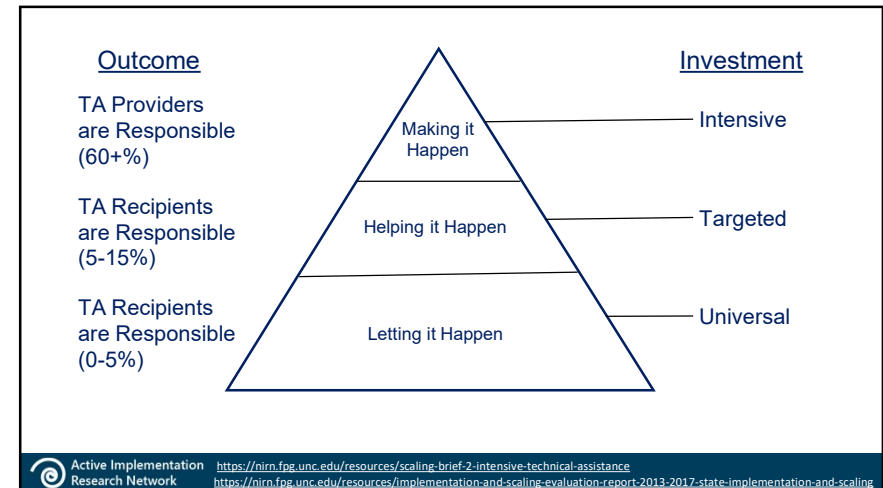 Outcome
Investment
TA Providers
are Responsible
(60+%)
Making it
Happen
Intensive
TA Recipients
are Responsible
(5-15%)
Helping it Happen
Targeted
TA Recipients
are Responsible
(0-5%)
Letting it Happen
Universal
Active Implementation
Research Network
https://nirn.fpg.unc.edu/resources/scaling-brief-2-intensive-technical-assistance
https://nirn.fpg.unc.edu/resources/implementation-and-scaling-evaluation-report-2013-2017-state-implementation-and-scaling